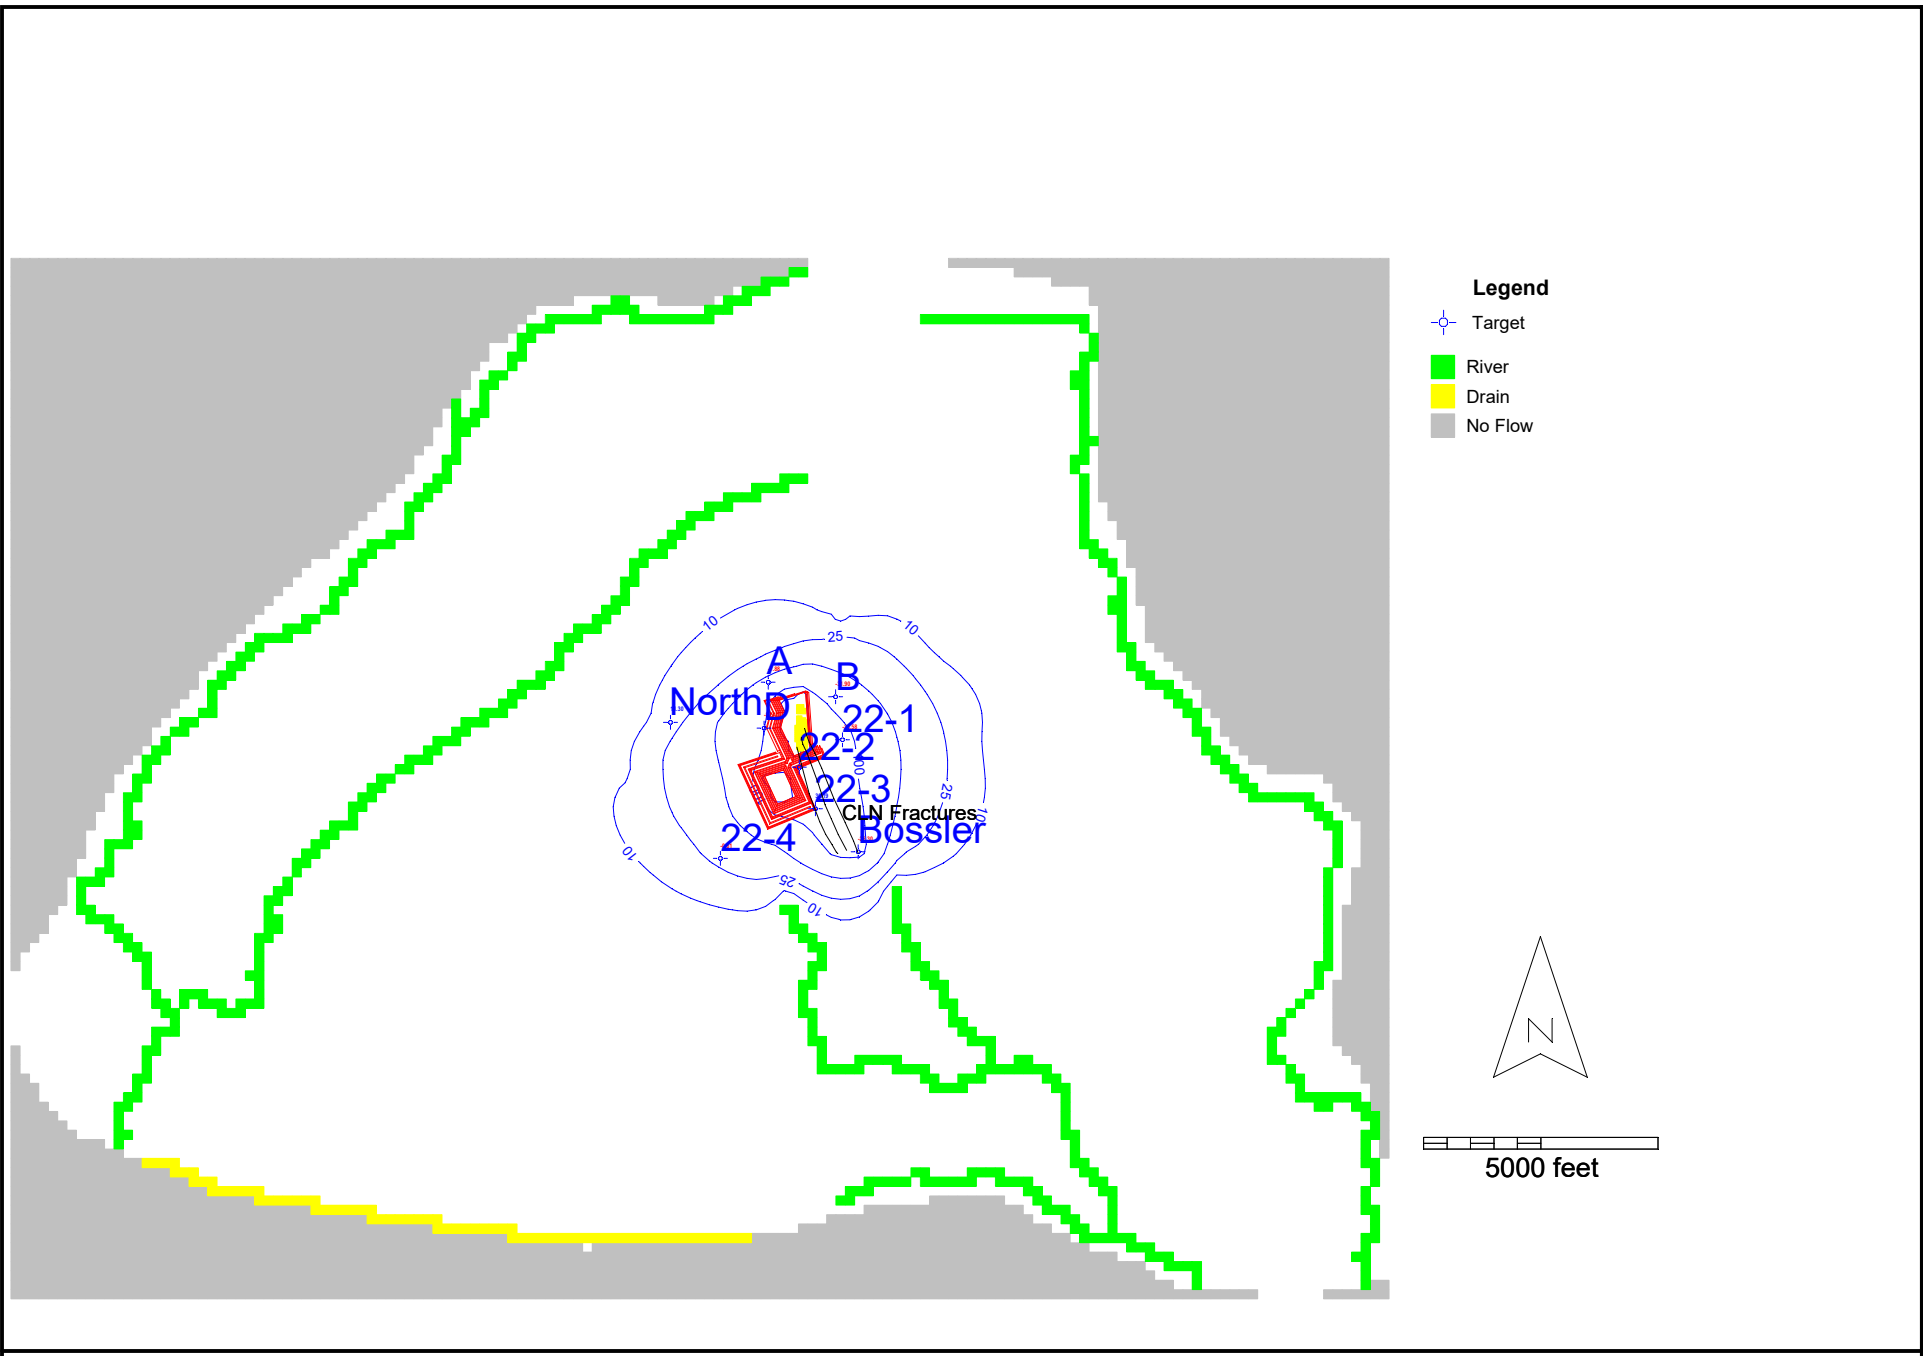 Legend
Target
River
Drain
No Flow
10
10
25
A
B
North
D
22-1
22-2
22-3
25
CLN Fractures
10
Bossler
22-4
10
25
10
N
5000 feet